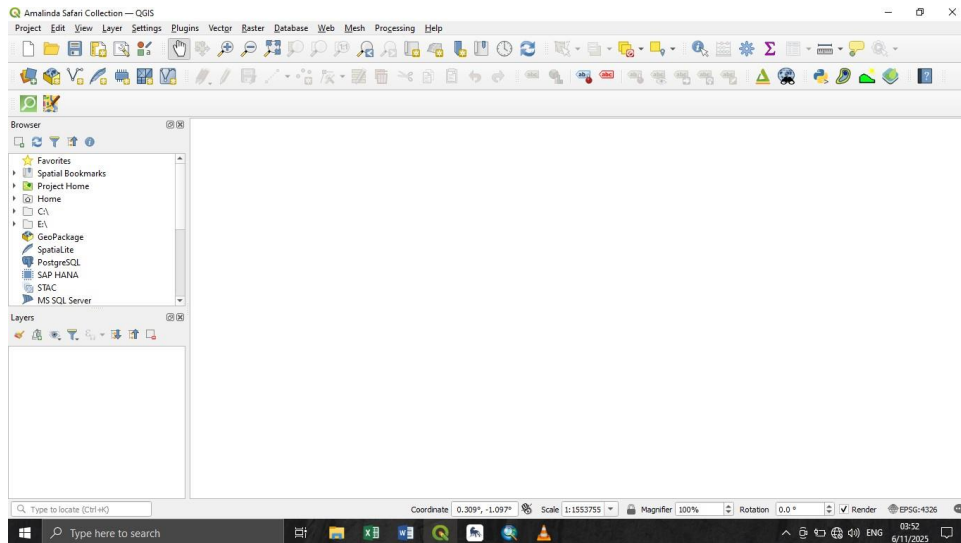 Amalinda Safari Collection — QGIS
Project Edit View Layer Settings Plugins Vector Raster Database Web Mesh Processing Help
Browser
Favorites
Spatial Bookmarks
Project Home
Home
C:\
E:\
GeoPackage
SpatiaLite
PostgreSQL
SAP HANA
STAC
MS SQL Server
Layers
Type to locate (Ctrl+K)
Coordinate 0.309°, -1.097° Scale 1:1553755 Magnifier 100% Rotation 0.0 ° Render EPSG:4326
Type here to search
ENG
03:52
6/11/2025